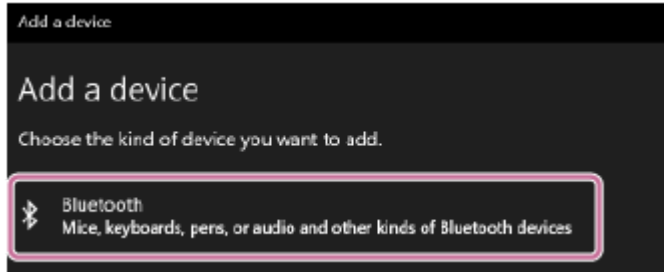 Add a device
Add a device
Choose the kind of device you want to add.
Bluetooth
Mice, keyboards, pens, or audio and other kinds of Bluetooth devices